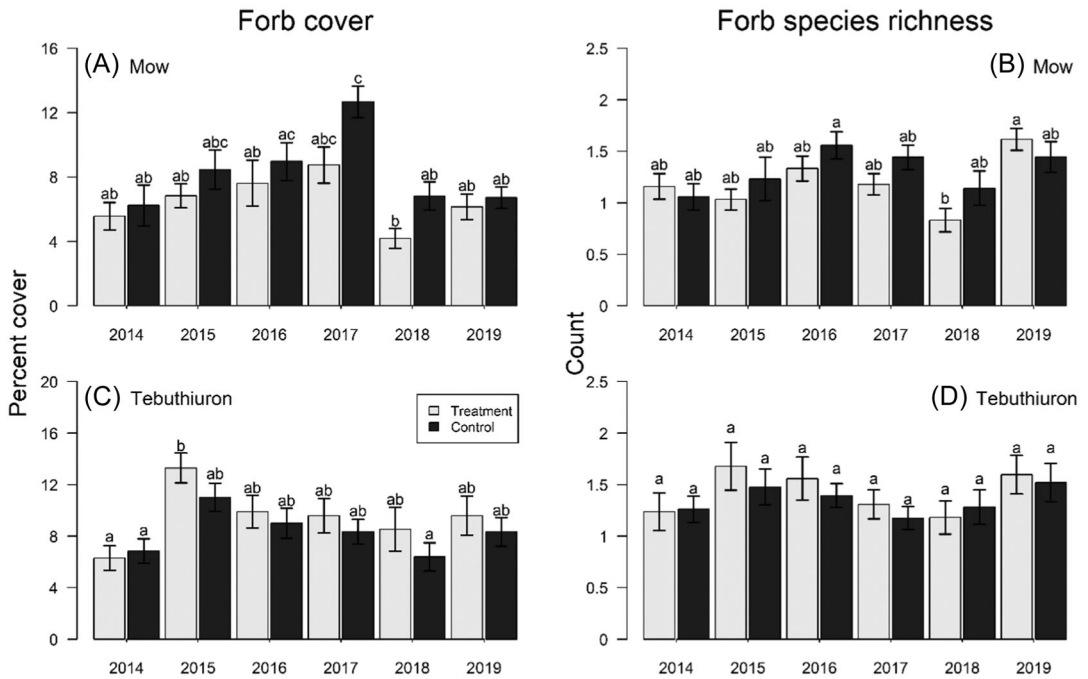 Forb cover
Forb species richness
Percent cover
(A) Mow
16
12
8
4
0
ab ab ab abc ab ac abc c b ab ab ab
2014 2015 2016 2017 2018 2019
Count
(B) Mow
2.5
2
1.5
1
0.5
0
ab ab ab ab ab a ab ab b ab a ab
2014 2015 2016 2017 2018 2019
(C) Tebuthiuron
20
16
12
8
4
0
Treatment
Control
a a b ab ab ab ab ab ab a ab ab
2014 2015 2016 2017 2018 2019
(D) Tebuthiuron
2.5
2
1.5
1
0.5
0
a a a a a a a a a a a a
2014 2015 2016 2017 2018 2019